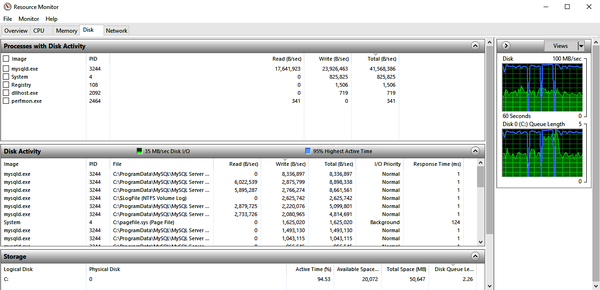 Resource Monitor
File Monitor Help
Overview CPU Memory Disk Network
Processes with Disk Activity
Image PID Read (B/sec) Write (B/sec) Total (B/sec)
mysqld.exe 3244 17,641,923 23,926,463 41,568,386
System 4 0 825,825 825,825
Registry 108 0 1,506 1,506
dllhost.exe 2092 0 719 719
perfmon.exe 2464 341 0 341
Disk Activity 35 MB/sec Disk I/O 95% Highest Active Time
Image PID File Read (B/sec) Write (B/sec) Total (B/sec) I/O Priority Response Time (ms)
mysqld.exe 3244 C:\ProgramData\MySQL\MySQL Server ... 0 8,336,897 8,336,897 Normal 1
mysqld.exe 3244 C:\ProgramData\MySQL\MySQL Server ... 6,022,539 2,875,799 8,898,338 Normal 1
mysqld.exe 3244 C:\ProgramData\MySQL\MySQL Server ... 5,895,287 2,766,274 8,661,561 Normal 1
mysqld.exe 3244 C:\$LogFile (NTFS Volume Log) 0 2,625,742 2,625,742 Normal 1
mysqld.exe 3244 C:\ProgramData\MySQL\MySQL Server ... 2,879,775 2,220,076 5,099,801 Normal 1
mysqld.exe 3244 C:\ProgramData\MySQL\MySQL Server ... 2,733,726 2,080,965 4,814,691 Normal 1
System 4 C:\pagefile.sys (Page File) 0 1,625,020 1,625,020 Background 124
mysqld.exe 3244 C:\ProgramData\MySQL\MySQL Server ... 0 1,493,130 1,493,130 Normal 1
mysqld.exe 3244 C:\ProgramData\MySQL\MySQL Server ... 0 1,043,115 1,043,115 Normal 1
Storage
Logical Disk Physical Disk Active Time (%) Available Space... Total Space (MB) Disk Queue Le...
C: 0 94.53 20,072 50,647 2.26
Views
Disk 100 MB/sec
60 Seconds 0
Disk 0 (C:) Queue Length 5
0